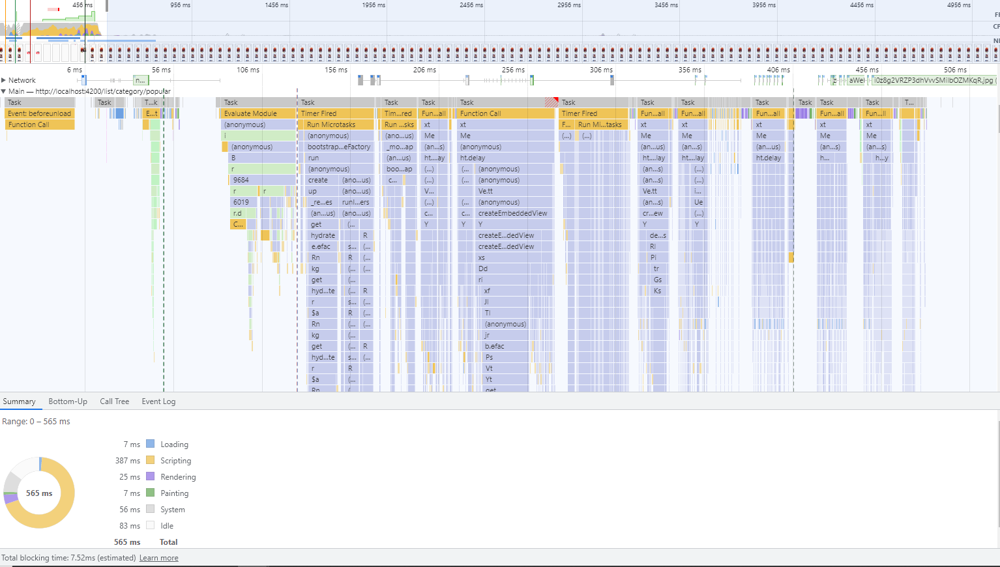 456 ms 956 ms 1456 ms 1956 ms 2456 ms 2956 ms 3456 ms 3956 ms 4456 ms 4956 ms
6 ms 56 ms 106 ms 156 ms 206 ms 256 ms 306 ms 356 ms 406 ms 456 ms 506 ms
Network n... aWel i0z8g2VRZP3dhVvvSMilbOZMKqR.jpg (
Main — http://localhost:4200/list/category/popular
Task Task T...k Task Task Task Task Task Task Task Task Task Task Task Task T...
Event: beforeunload E...t Evaluate Module Timer Fired Tim...red Fun...all Function Call Timer Fired Fun...all Fun...all Fun...all Fun...all Fun...ll
Function Call (anonymous) Run Microtasks Run ...sks xt xt F... Run Mi...tasks xt xt xt xt xt
i (anonymous) (ano...us) Me Me (...) (...) Me Me Me Me Me
(anonymous) bootstrap...eFactory _mo...ap (an...s) (anonymous) (an...s) (an...s) (an...us) (an...us) (an...s)
B run (an...us) ht....ay ht.delay ht....lay ht....lay ht.delay h... h...y
r (anonymous) boo...ap (...) (... (anonymous) (an...s) (...)
9684 create (ano...us) c... (...) (... (anonymous) (an...s) (...)
r r up (ano...us) V... Ve.tt Ve.tt i...
6019 _re...es runl...ers (...) (... (anonymous) (an...s) Ue
r.d (an...us) (ano...us) c... c... createEmbeddedView cr...ew (...)
C... get (... Y Y Y Y Y
hydrate R createE...dedView de...s
e.ɵfac s... (... createE...dedView RI
Rn R (... xs Pi
kg (... (... Dd tr
get (... ri Gs
hyd...te (... R xf Ks
r s... (... JI
$a R (... TI
Rn (... (... (anonymous)
kg (... jr
get (... R b.ɵfac
hyd...te s... (... Ps
r R Vt
$a (... Yt
Rn (... get
Summary Bottom-Up Call Tree Event Log
Range: 0 – 565 ms
7 ms Loading
387 ms Scripting
25 ms Rendering
565 ms
7 ms Painting
56 ms System
83 ms Idle
565 ms Total
Total blocking time: 7.52ms (estimated) Learn more